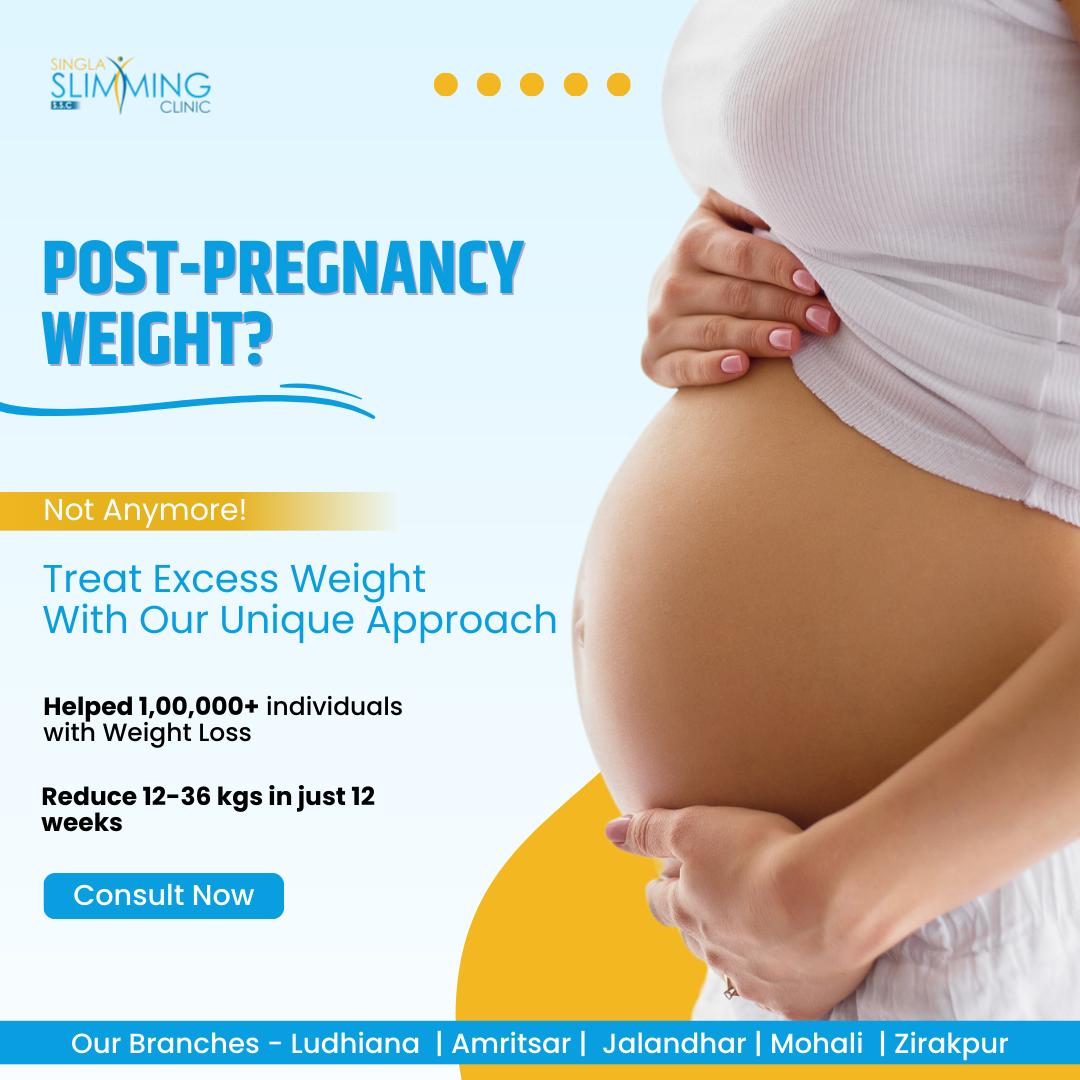 SINGLA
SLIMMING
S.S.C
CLINIC
POST-PREGNANCY
WEIGHT?
Not Anymore!
Treat Excess Weight
With Our Unique Approach
Helped 1,00,000+ individuals
with Weight Loss
Reduce 12-36 kgs in just 12
weeks
Consult Now
Our Branches - Ludhiana | Amritsar | Jalandhar | Mohali | Zirakpur